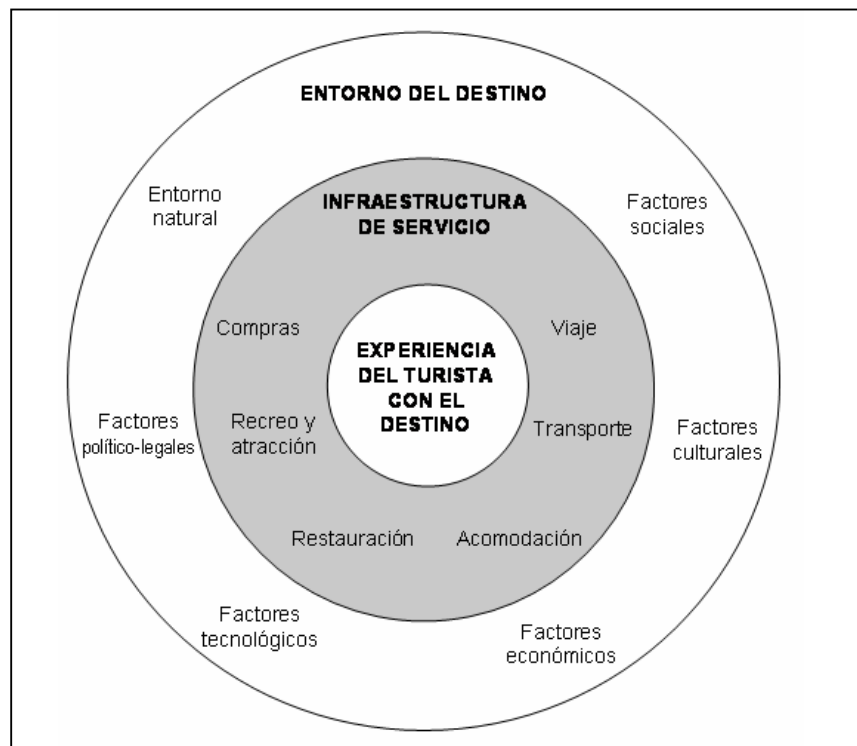 ENTORNO DEL DESTINO
Entorno
natural
Factores
sociales
INFRAESTRUCTURA
DE SERVICIO
Compras
Viaje
EXPERIENCIA
DEL TURISTA
CON EL
DESTINO
Factores
político-legales
Recreo y
atracción
Transporte
Factores
culturales
Restauración
Acomodación
Factores
tecnológicos
Factores
económicos